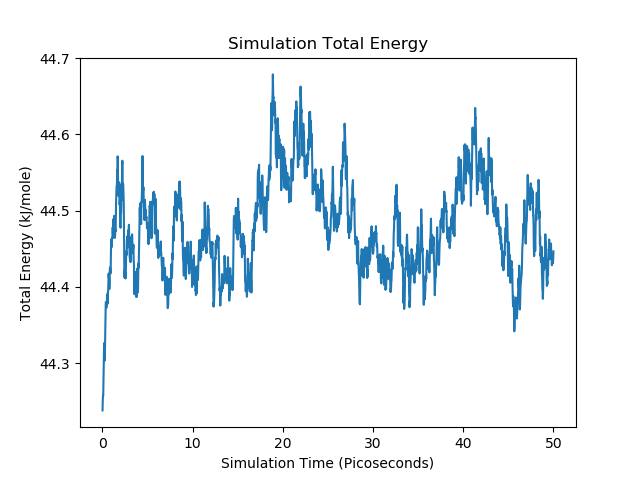 Simulation Total Energy
Total Energy (kJ/mole)
44.7
44.6
44.5
44.4
44.3
0 10 20 30 40 50
Simulation Time (Picoseconds)